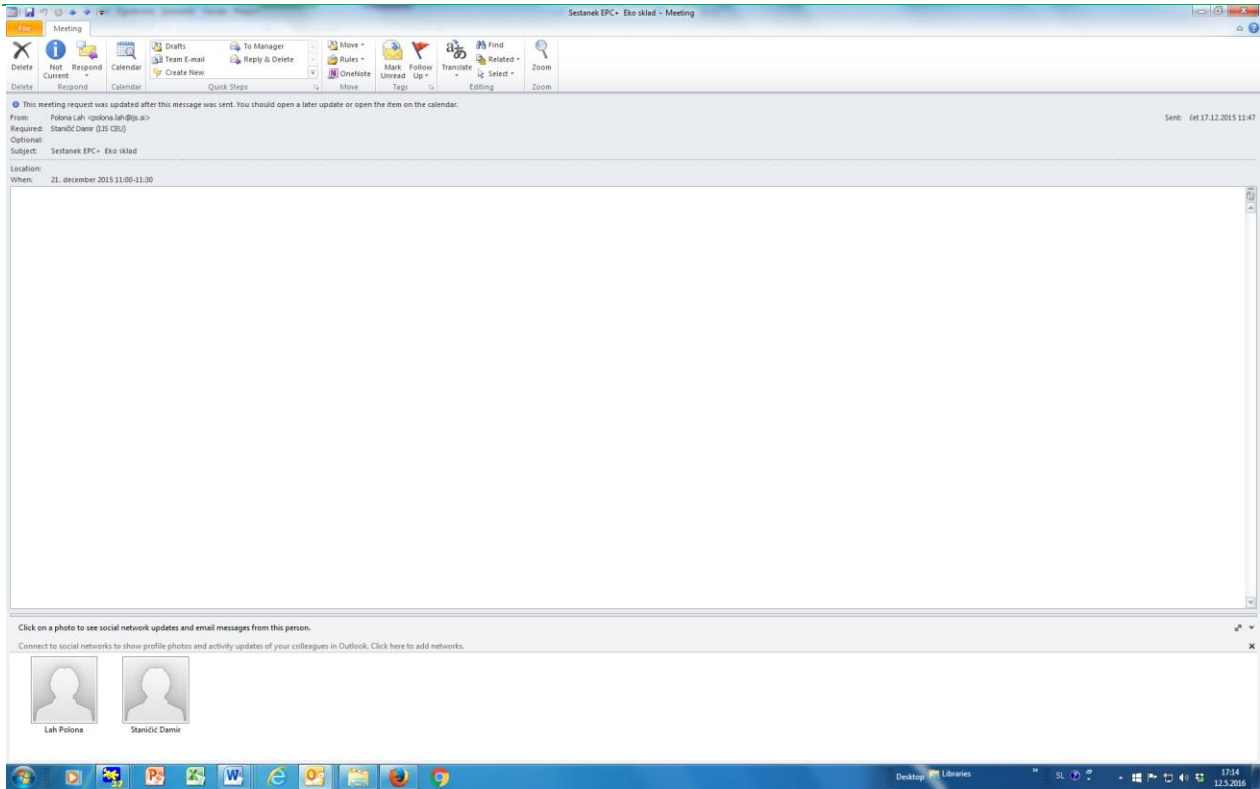 Sestanek EPC+ Eko sklad - Meeting
File Meeting
Delete
Not Current
Respond
Calendar
Drafts
Team E-mail
Create New
To Manager
Reply & Delete
Move
Rules
OneNote
Mark Unread
Follow Up
Translate
Find
Related
Select
Zoom
Delete Respond Calendar Quick Steps Move Tags Editing Zoom
This meeting request was updated after this message was sent. You should open a later update or open the item on the calendar.
From: Polona Lah <polona.lah@ijs.si> Sent: čet 17.12.2015 11:47
Required: Staničić Damir (IJS CEU)
Optional:
Subject: Sestanek EPC+ Eko sklad
Location:
When: 21. december 2015 11:00-11:30
Click on a photo to see social network updates and email messages from this person.
Connect to social networks to show profile photos and activity updates of your colleagues in Outlook. Click here to add networks.
Lah Polona Staničić Damir
Desktop Libraries » SL 17:14
12.5.2016